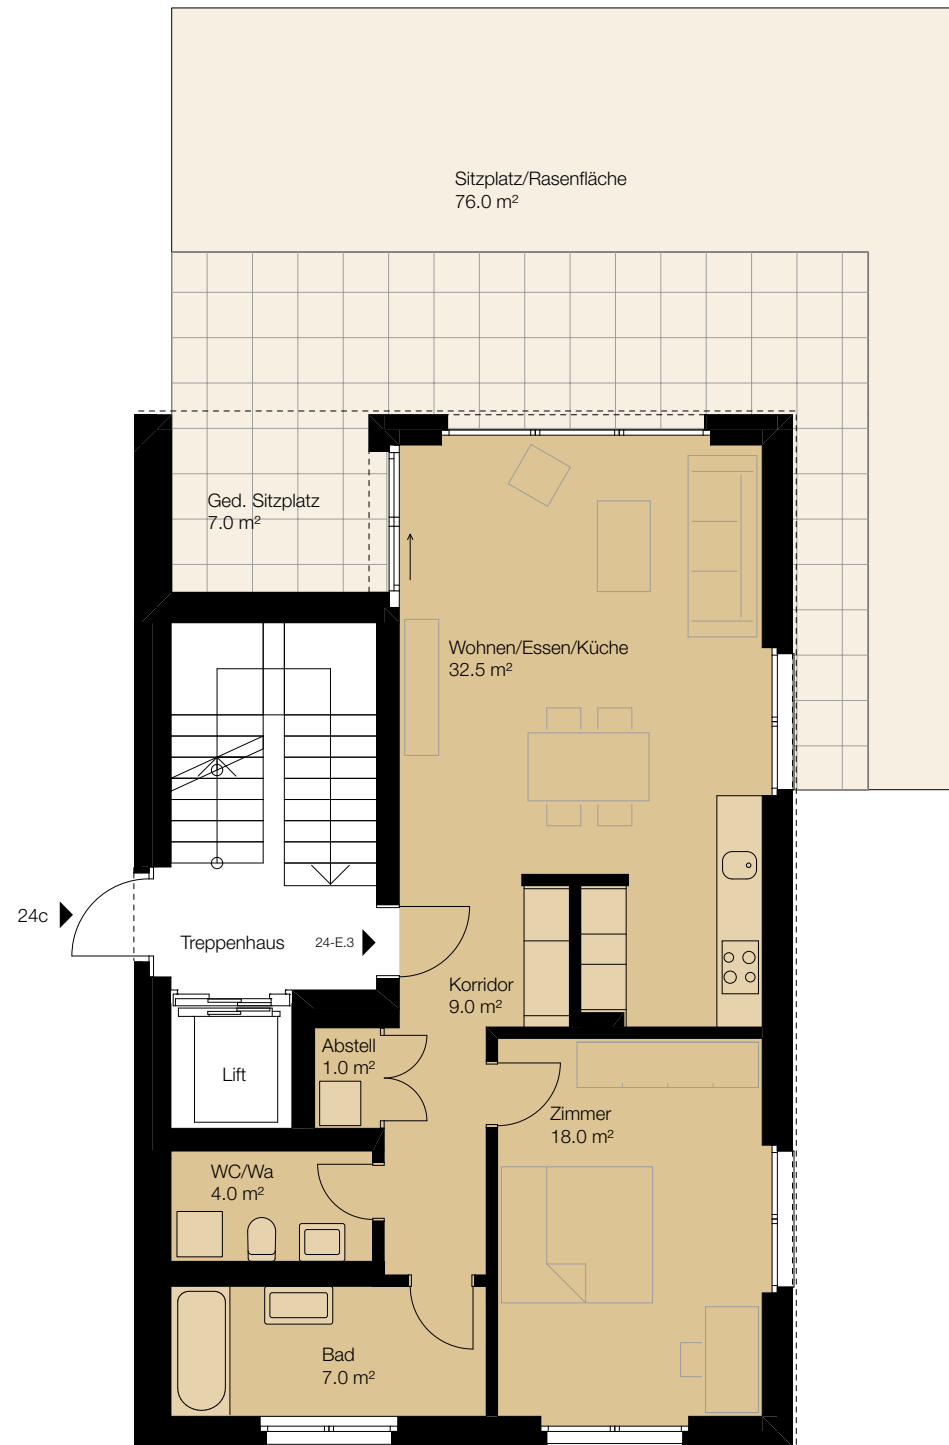 Sitzplatz/Rasenfläche
76.0 m²
Ged. Sitzplatz
7.0 m²
Wohnen/Essen/Küche
32.5 m²
24c
Treppenhaus
24-E.3
Korridor
9.0 m²
Abstell
1.0 m²
Lift
Zimmer
18.0 m²
WC/Wa
4.0 m²
Bad
7.0 m²